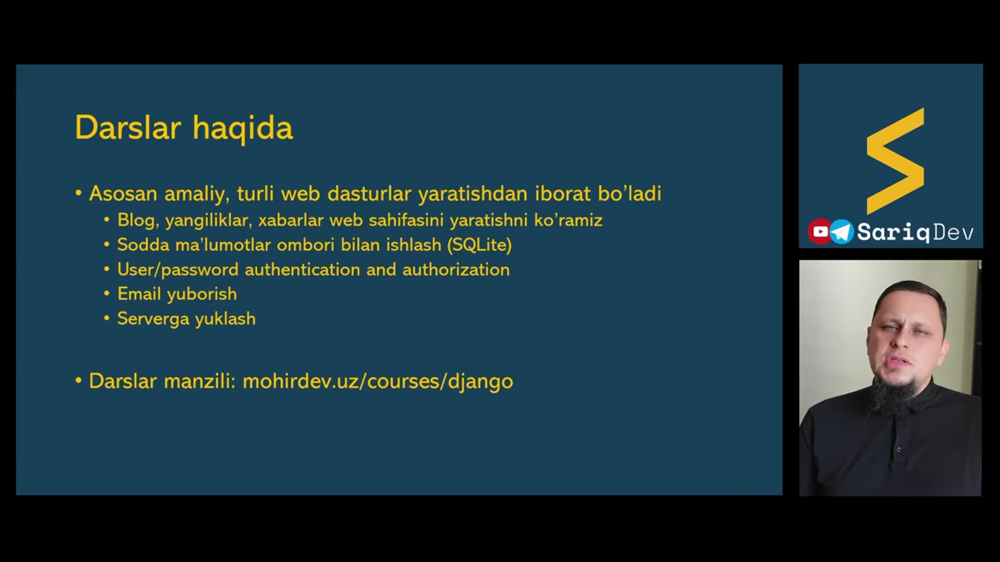 Darslar haqida
• Asosan amaliy, turli web dasturlar yaratishdan iborat bo’ladi
• Blog, yangiliklar, xabarlar web sahifasini yaratishni ko’ramiz
• Sodda ma’lumotlar ombori bilan ishlash (SQLite)
• User/password authentication and authorization
• Email yuborish
• Serverga yuklash
• Darslar manzili: mohirdev.uz/courses/django
SariqDev